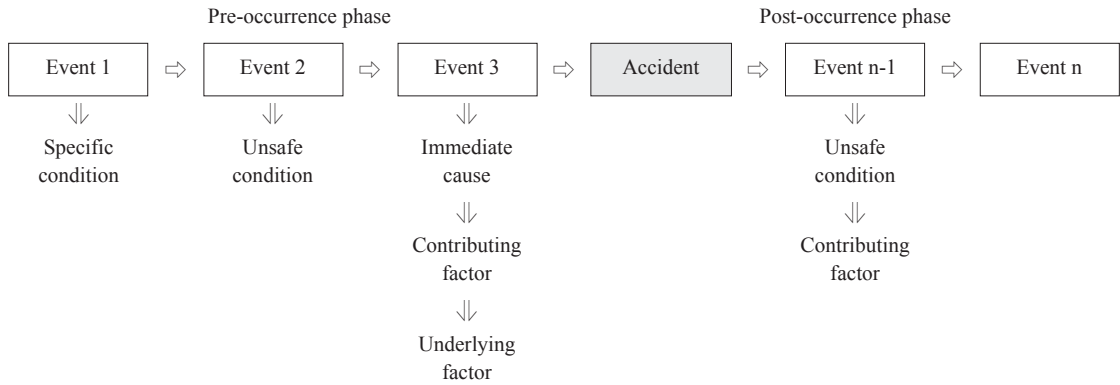 Pre-occurrence phase
Post-occurrence phase
Event 1
Event 2
Event 3
Accident
Event n-1
Event n
Specific
condition
Unsafe
condition
Immediate
cause
Unsafe
condition
Contributing
factor
Contributing
factor
Underlying
factor